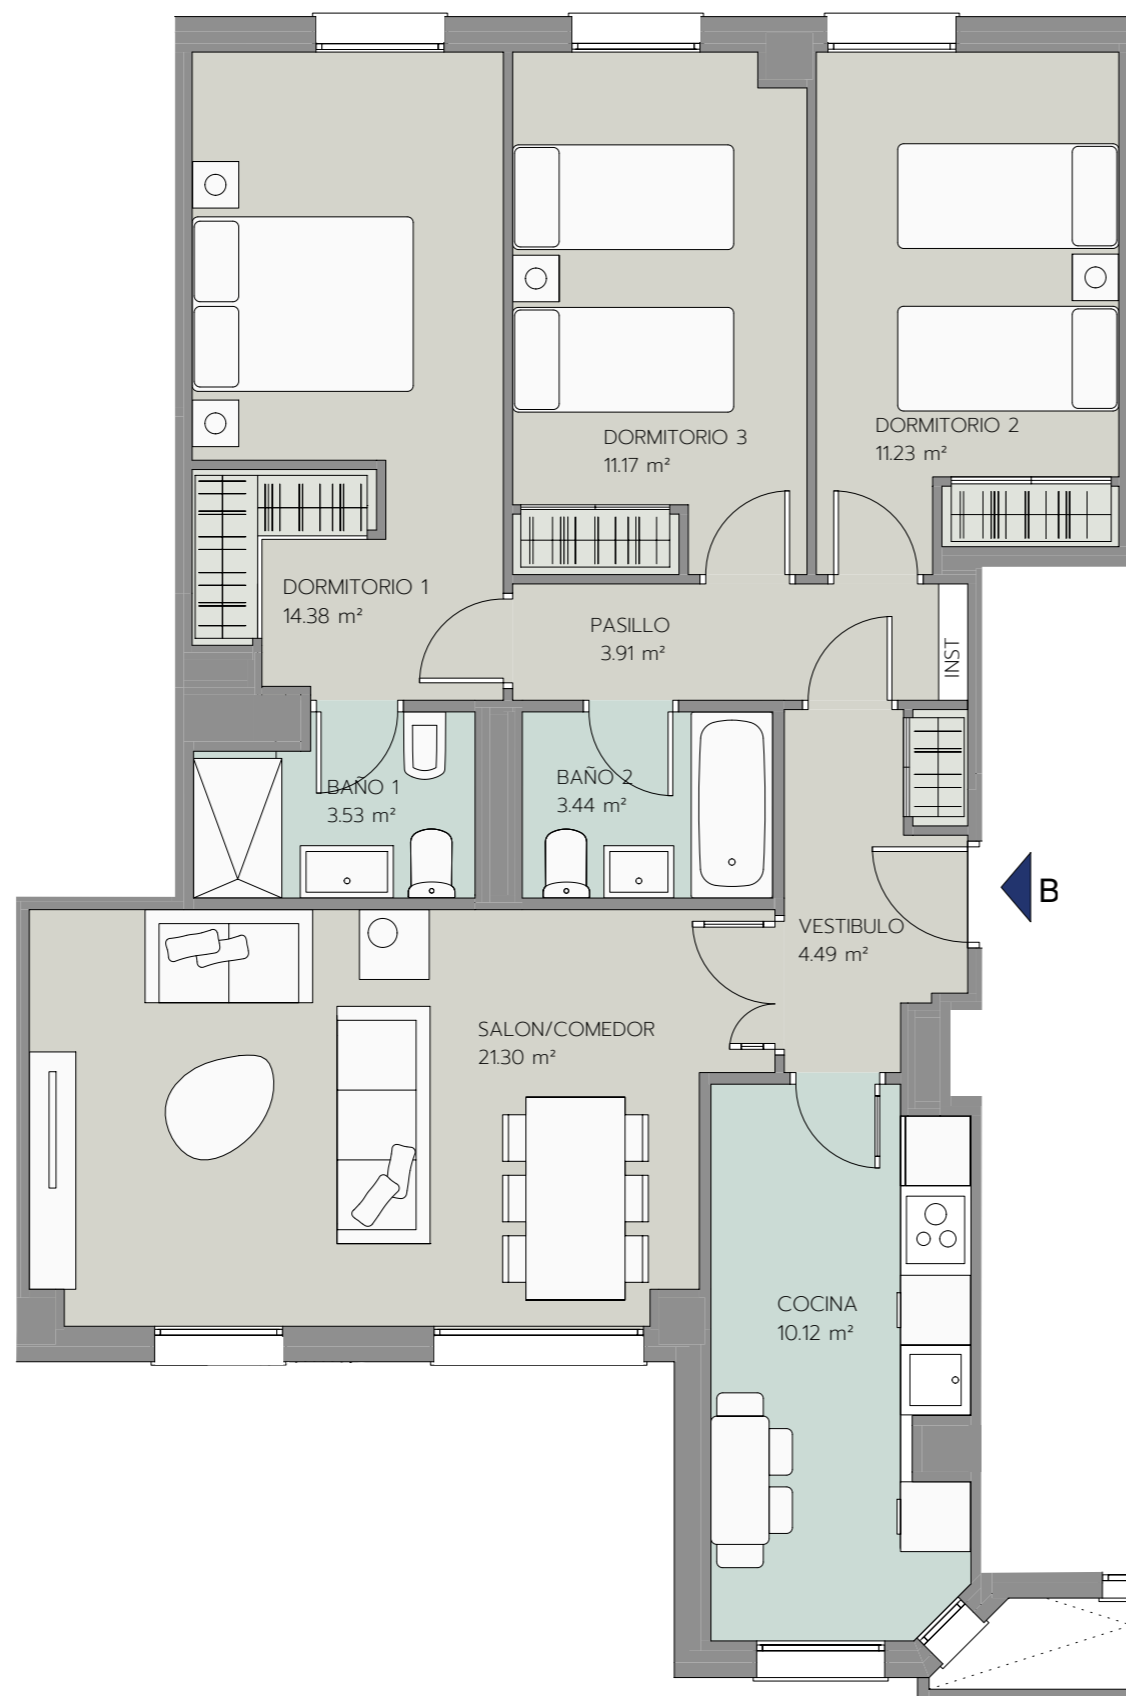 DORMITORIO 3
11.17 m²
DORMITORIO 2
11.23 m²
DORMITORIO 1
14.38 m²
PASILLO
3.91 m²
INST
BAÑO 1
3.53 m²
BAÑO 2
3.44 m²
B
VESTIBULO
4.49 m²
SALON/COMEDOR
21.30 m²
COCINA
10.12 m²